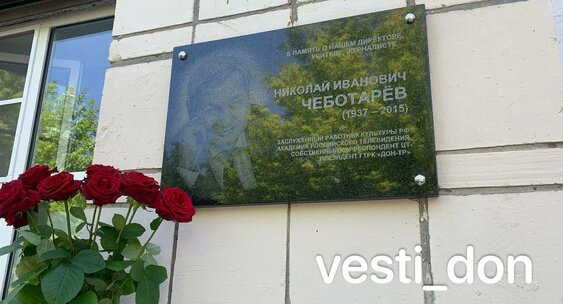 В ПАМЯТЬ О НАШЕМ ДИРЕКТОРЕ,
УЧИТЕЛЕ, ЖУРНАЛИСТЕ
НИКОЛАЙ ИВАНОВИЧ
ЧЕБОТАРЁВ
(1937 - 2015)
ЗАСЛУЖЕННЫЙ РАБОТНИК КУЛЬТУРЫ РФ
АКАДЕМИК РОССИЙСКОГО ТЕЛЕВИДЕНИЯ
СОБСТВЕННЫЙ КОРРЕСПОНДЕНТ ЦТ
ПРЕЗИДЕНТ ГТРК «ДОН-ТР»
vesti_don